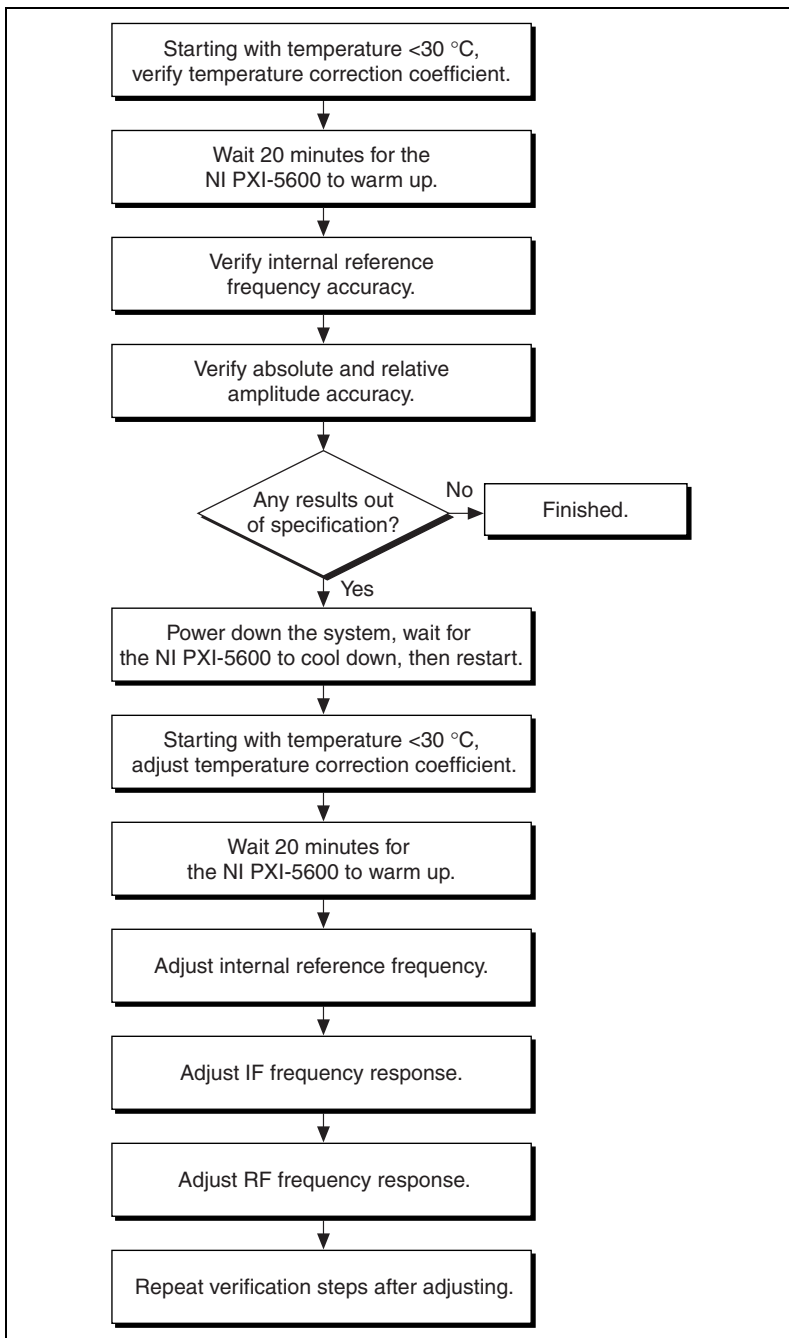 Starting with temperature <30 °C,
verify temperature correction coefficient.
Wait 20 minutes for the
NI PXI-5600 to warm up.
Verify internal reference
frequency accuracy.
Verify absolute and relative
amplitude accuracy.
Any results out
of specification?
No
Finished.
Yes
Power down the system, wait for
the NI PXI-5600 to cool down, then restart.
Starting with temperature <30 °C,
adjust temperature correction coefficient.
Wait 20 minutes for
the NI PXI-5600 to warm up.
Adjust internal reference frequency.
Adjust IF frequency response.
Adjust RF frequency response.
Repeat verification steps after adjusting.